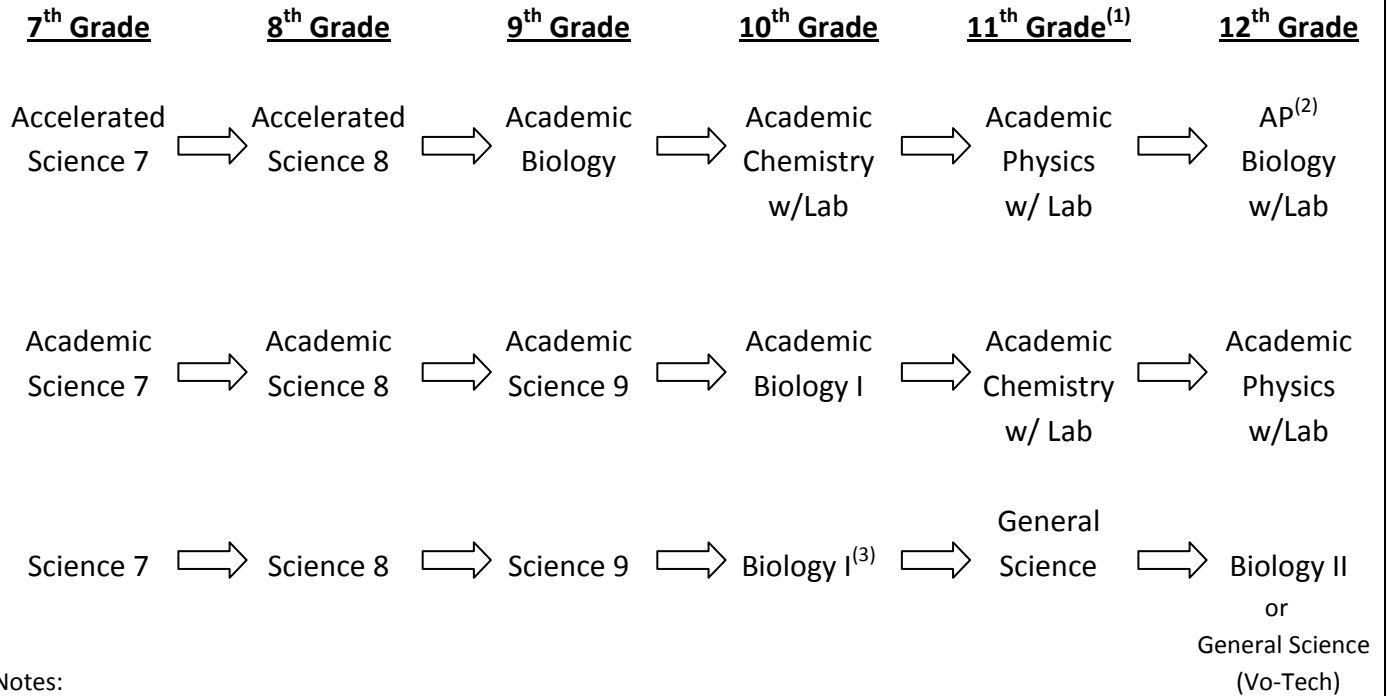 7th Grade 8th Grade 9th Grade 10th Grade 11th Grade(1) 12th Grade
Accelerated Accelerated Academic Academic Academic AP(2)
Science 7 Science 8 Biology Chemistry Physics Biology
w/Lab w/ Lab w/Lab
Academic Academic Academic Academic Academic Academic
Science 7 Science 8 Science 9 Biology I Chemistry Physics
w/ Lab w/Lab
General
Science 7 Science 8 Science 9 Biology I(3) Science Biology II
or
General Science
Notes: (Vo-Tech)